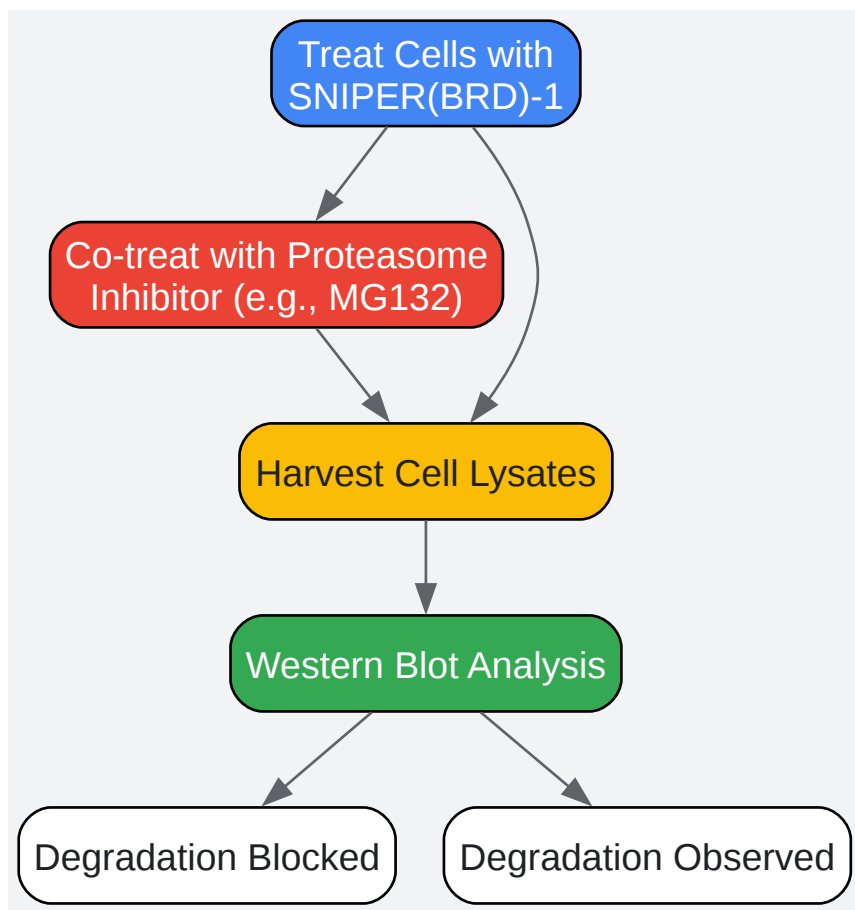 Treat Cells with
SNIPER(BRD)-1
Co-treat with Proteasome
Inhibitor (e.g., MG132)
Harvest Cell Lysates
Western Blot Analysis
Degradation Blocked
Degradation Observed